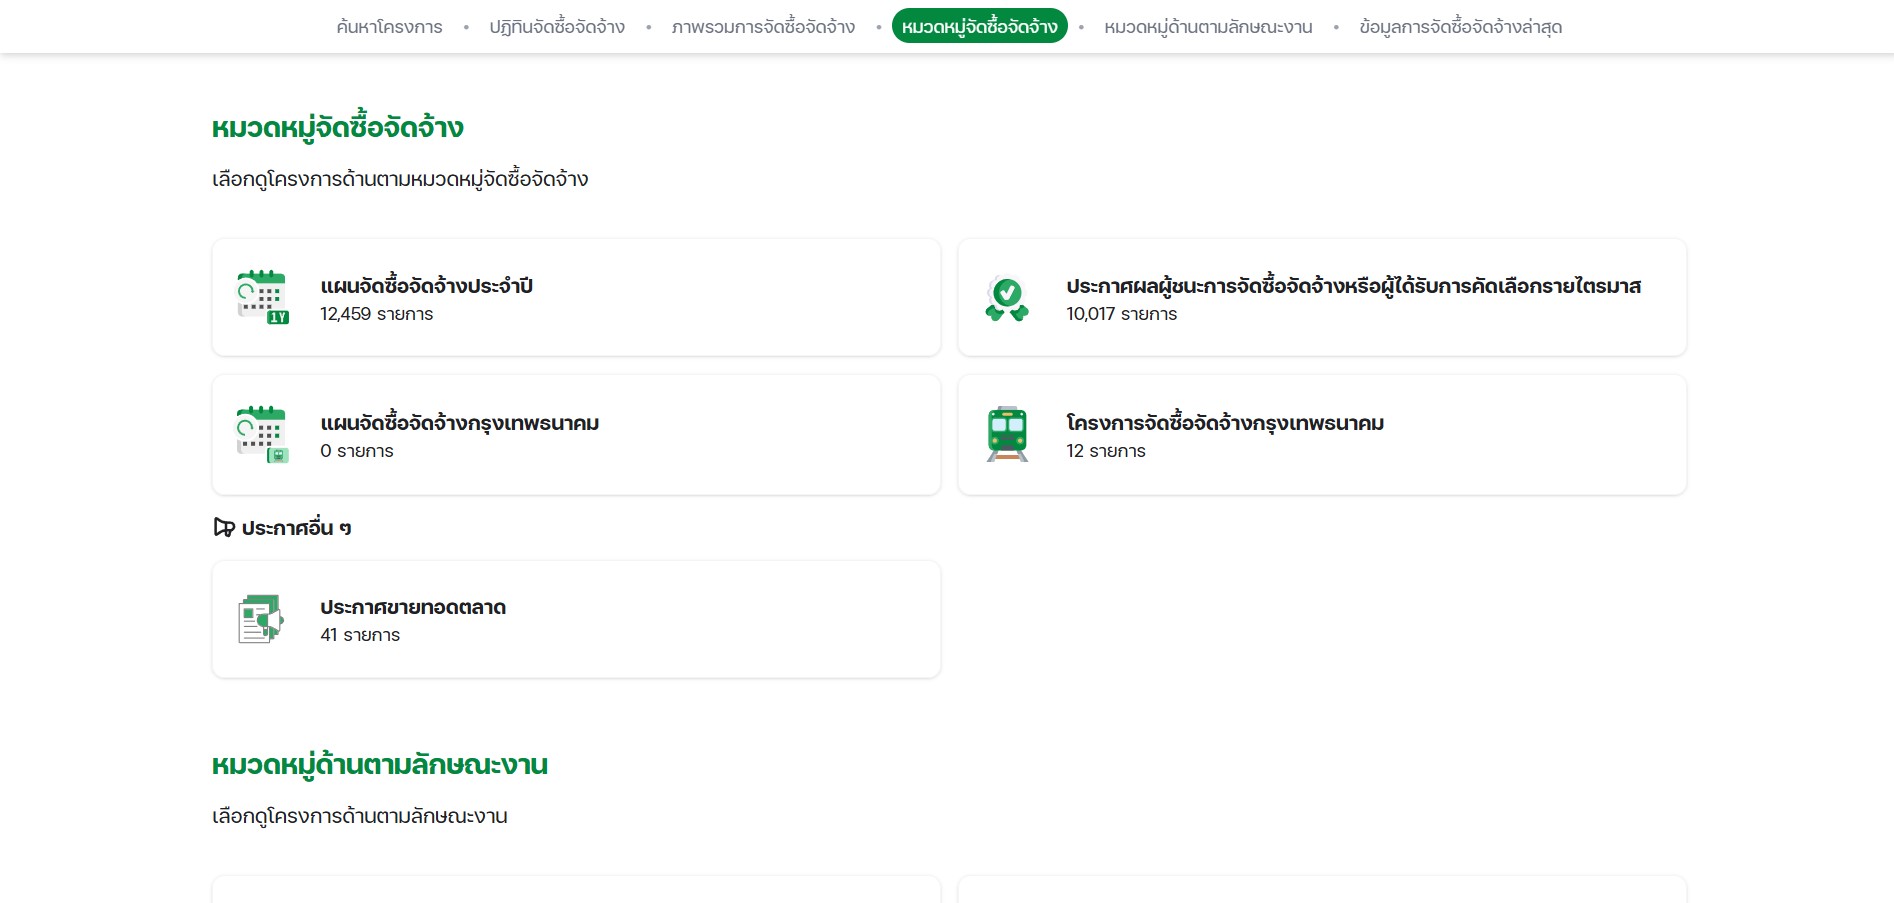 ค้นหาโครงการ • ปฏิทินจัดซื้อจัดจ้าง • ภาพรวมการจัดซื้อจัดจ้าง • หมวดหมู่จัดซื้อจัดจ้าง • หมวดหมู่ด้านตามลักษณะงาน • ข้อมูลการจัดซื้อจัดจ้างล่าสุด
หมวดหมู่จัดซื้อจัดจ้าง
เลือกดูโครงการด้านตามหมวดหมู่จัดซื้อจัดจ้าง
1Y
แผนจัดซื้อจัดจ้างประจำปี
12,459 รายการ
ประกาศผลผู้ชนะการจัดซื้อจัดจ้างหรือผู้ได้รับการคัดเลือกรายไตรมาส
10,017 รายการ
แผนจัดซื้อจัดจ้างกรุงเทพธนาคม
0 รายการ
โครงการจัดซื้อจัดจ้างกรุงเทพธนาคม
12 รายการ
ประกาศอื่น ๆ
ประกาศขายทอดตลาด
41 รายการ
หมวดหมู่ด้านตามลักษณะงาน
เลือกดูโครงการด้านตามลักษณะงาน